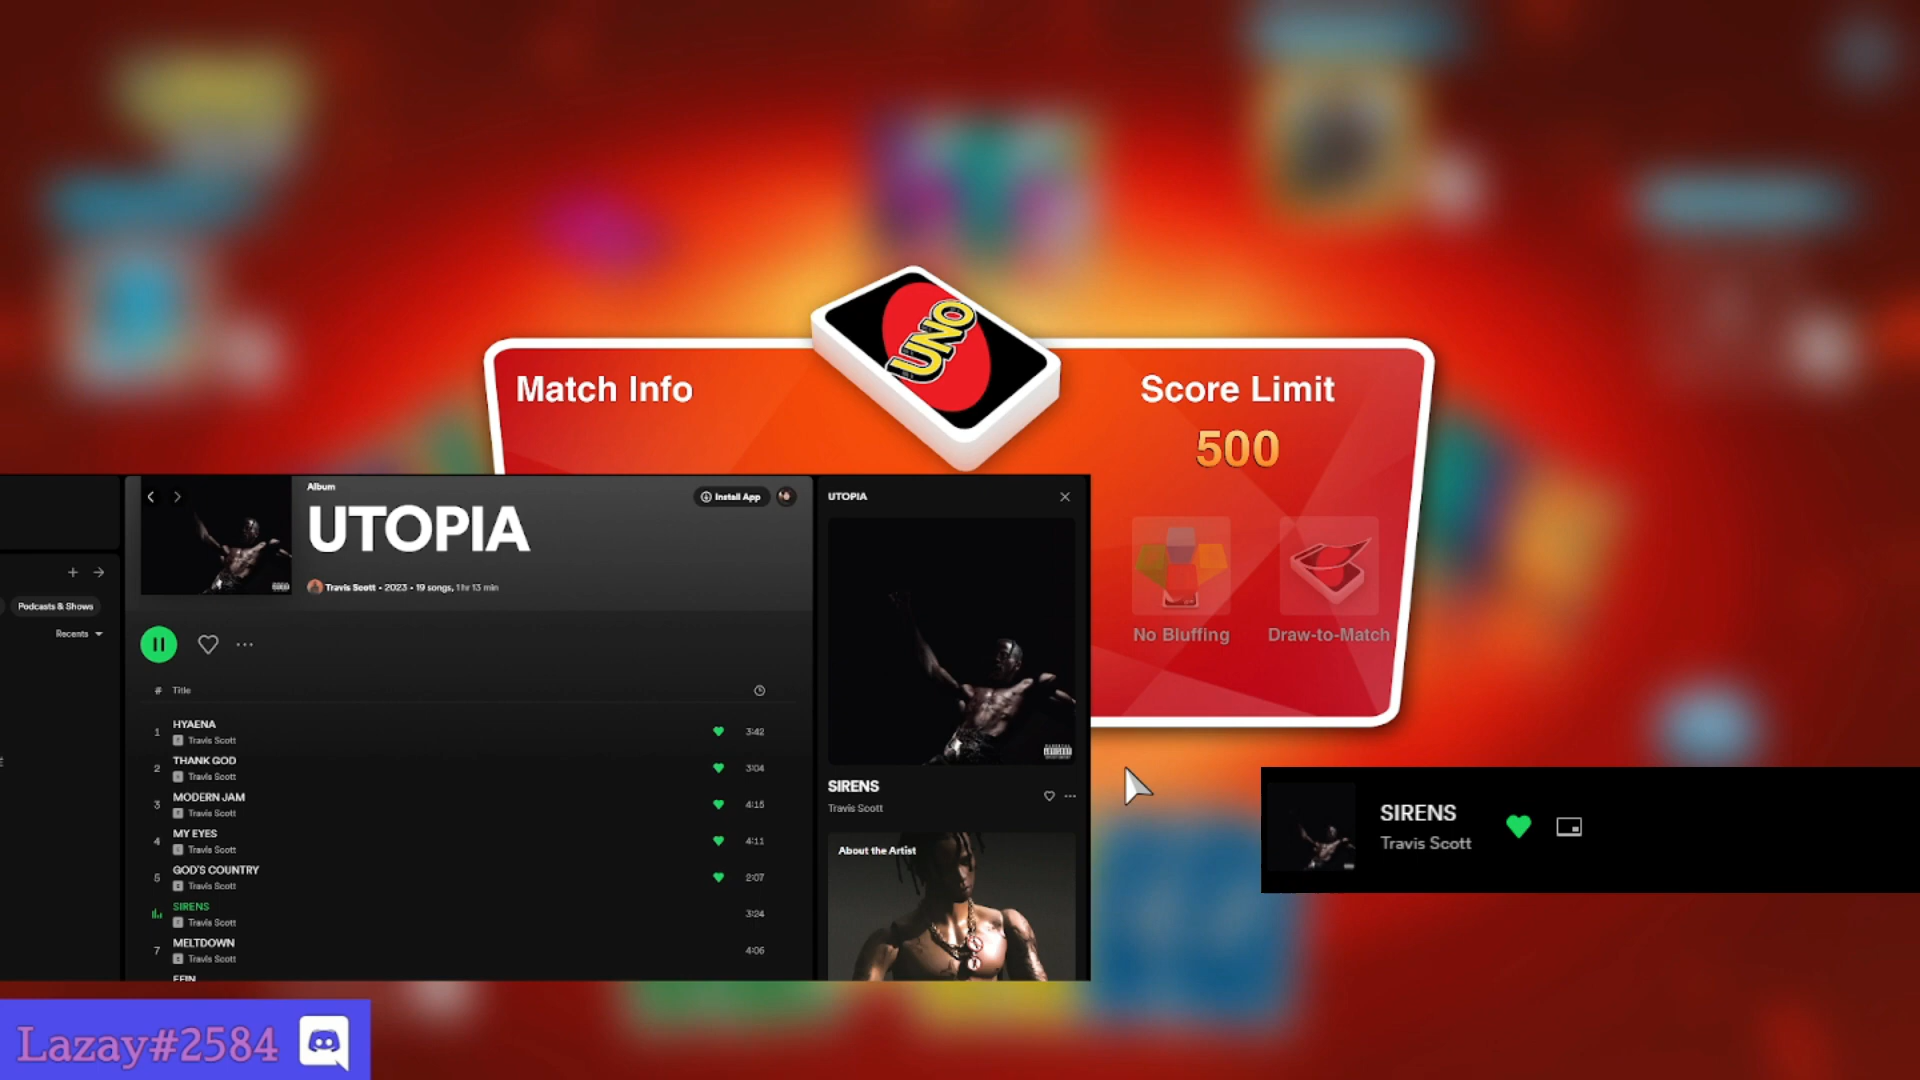 UNO
Match Info
Score Limit
500
No Bluffing
Draw-to-Match
Podcasts & Shows
Recents
Album
UTOPIA
Travis Scott • 2023 • 19 songs, 1 hr 13 min
Install App
# Title
1 HYAENA 3:42
Travis Scott
2 THANK GOD 3:04
Travis Scott
3 MODERN JAM 4:15
Travis Scott
4 MY EYES 4:11
Travis Scott
5 GOD'S COUNTRY 2:07
Travis Scott
SIRENS 3:24
Travis Scott
7 MELTDOWN 4:06
Travis Scott
UTOPIA
SIRENS
Travis Scott
About the Artist
SIRENS
Travis Scott
Lazay#2584